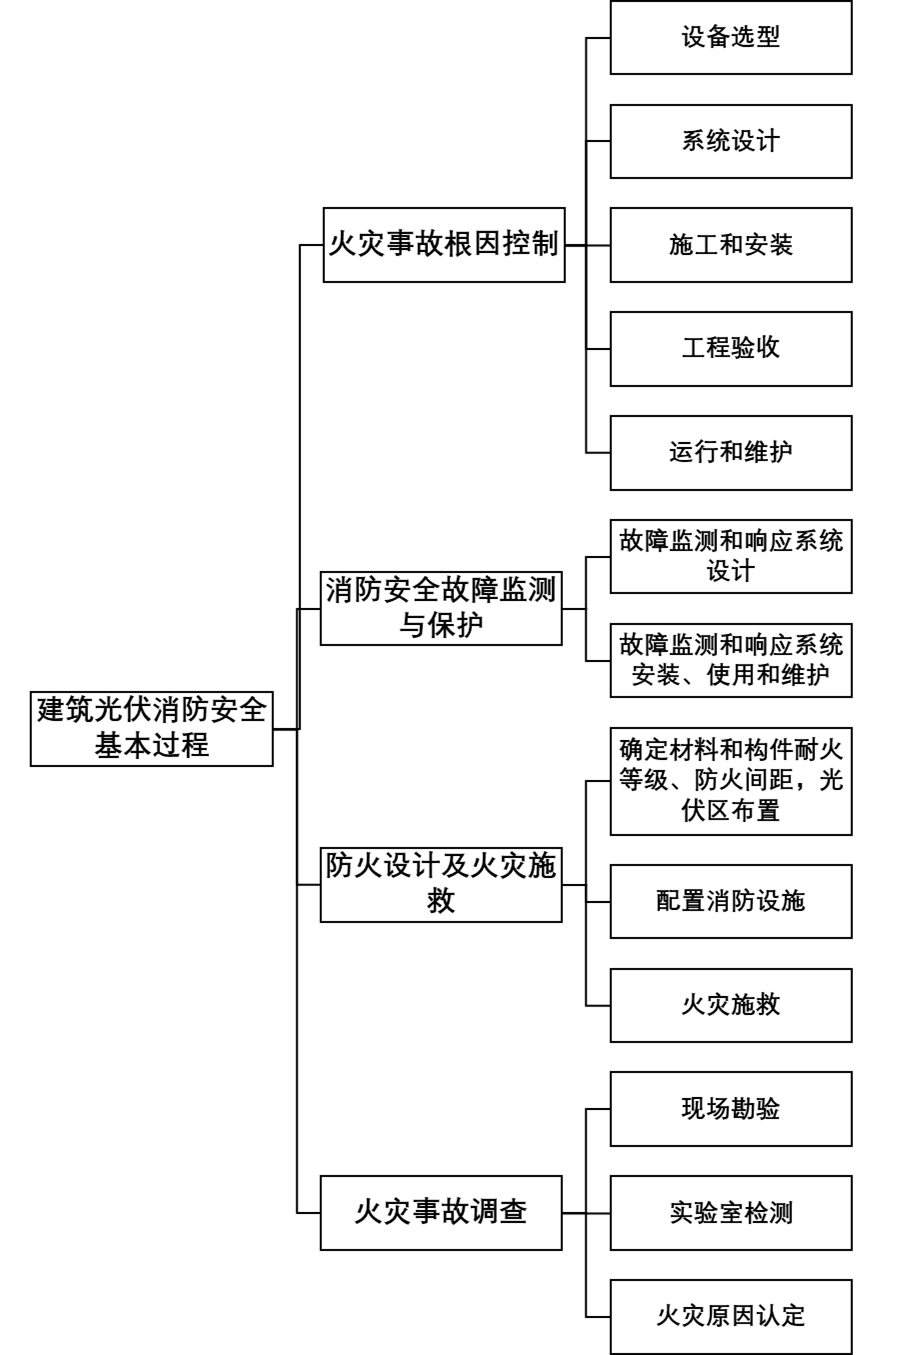 建筑光伏消防安全
基本过程
火灾事故根因控制
设备选型
系统设计
施工和安装
工程验收
运行和维护
消防安全故障监测
与保护
故障监测和响应系统
设计
故障监测和响应系统
安装、使用和维护
防火设计及火灾施
救
确定材料和构件耐火
等级、防火间距，光
伏区布置
配置消防设施
火灾施救
火灾事故调查
现场勘验
实验室检测
火灾原因认定